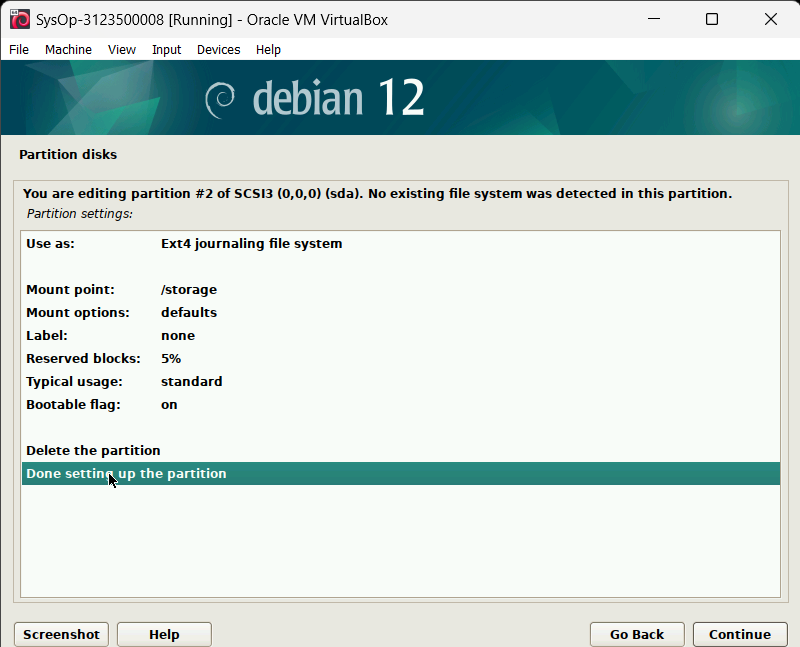 SysOp-3123500008 [Running] - Oracle VM VirtualBox
File Machine View Input Devices Help
debian 12
Partition disks
You are editing partition #2 of SCSI3 (0,0,0) (sda). No existing file system was detected in this partition.
Partition settings:
Use as: Ext4 journaling file system
Mount point: /storage
Mount options: defaults
Label: none
Reserved blocks: 5%
Typical usage: standard
Bootable flag: on
Delete the partition
Done setting up the partition
Screenshot Help Go Back Continue